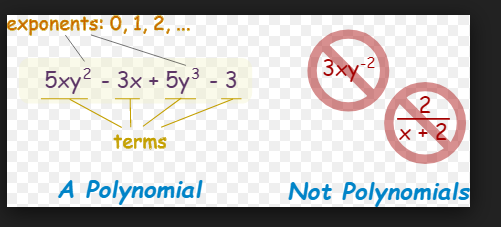 exponents: 0, 1, 2, ...
5xy² - 3x + 5y³ - 3
terms
A Polynomial
3xy⁻²
2
x + 2
Not Polynomials